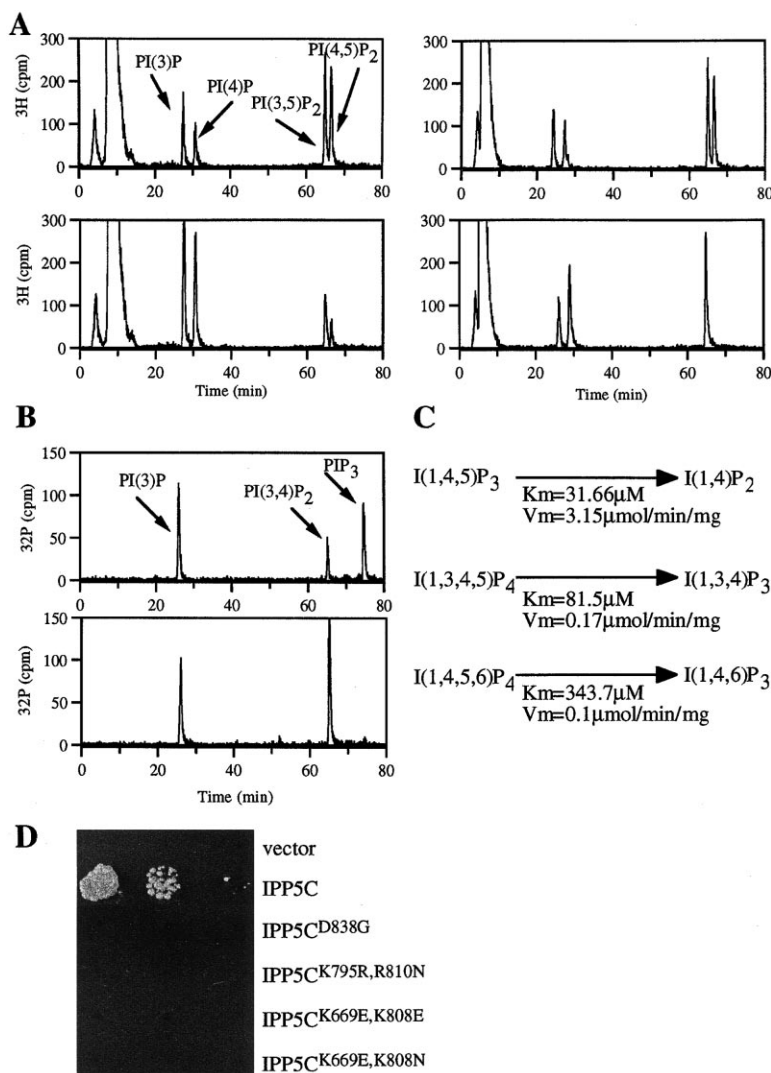 A
3H (cpm)
300
200
100
0
PI(3)P
PI(4)P
PI(3,5)P2
PI(4,5)P2
0 20 40 60 80
300
200
100
0
0 20 40 60 80
3H (cpm)
300
200
100
0
0 20 40 60 80
Time (min)
300
200
100
0
0 20 40 60 80
Time (min)
B
32P (cpm)
150
100
50
0
PI(3)P
PI(3,4)P2
PIP3
0 20 40 60 80
32P (cpm)
150
100
50
0
0 20 40 60 80
Time (min)
C
I(1,4,5)P3 I(1,4)P2
Km=31.66µM
Vm=3.15µmol/min/mg
I(1,3,4,5)P4 I(1,3,4)P3
Km=81.5µM
Vm=0.17µmol/min/mg
I(1,4,5,6)P4 I(1,4,6)P3
Km=343.7µM
Vm=0.1µmol/min/mg
D
vector
IPP5C
IPP5CD838G
IPP5CK795R,R810N
IPP5CK669E,K808E
IPP5CK669E,K808N